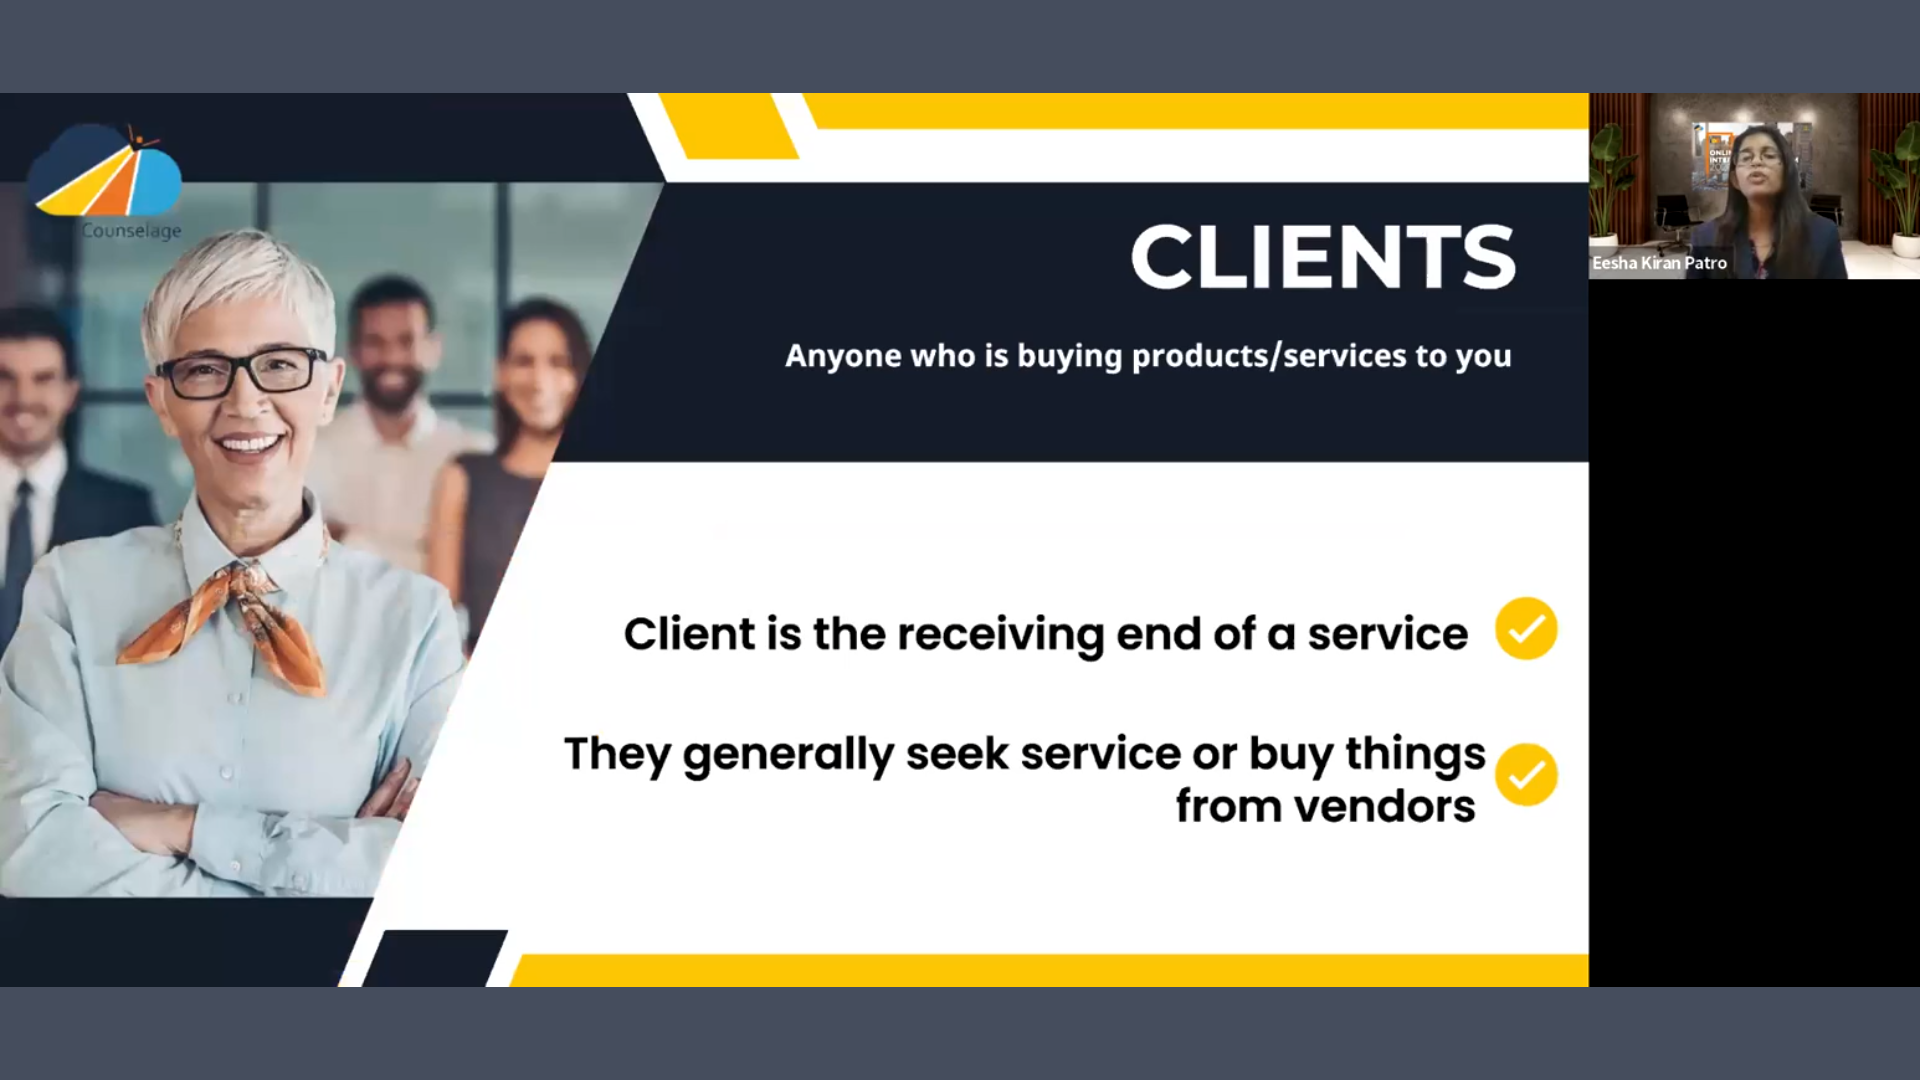 Counselage
CLIENTS
Anyone who is buying products/services to you
Client is the receiving end of a service
They generally seek service or buy things
from vendors
Eesha Kiran Patro